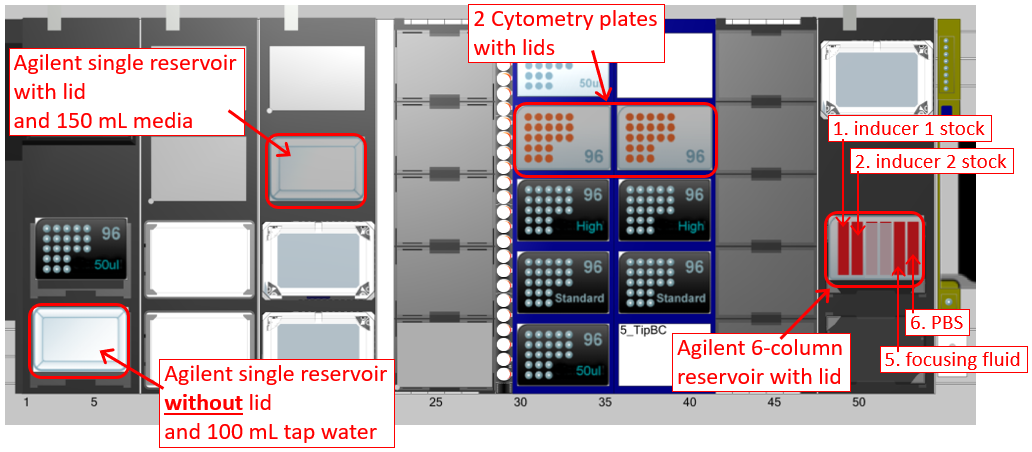 2 Cytometry plates
with lids
Agilent single reservoir
with lid
and 150 mL media
50ul
96
96
1. inducer 1 stock
2. inducer 2 stock
96
50ul
96
High
96
High
96
Standard
96
Standard
96
50ul
5_TipBC
6. PBS
5. focusing fluid
Agilent 6-column
reservoir with lid
Agilent single reservoir
without lid
and 100 mL tap water
1
5
25
30
35
40
45
50